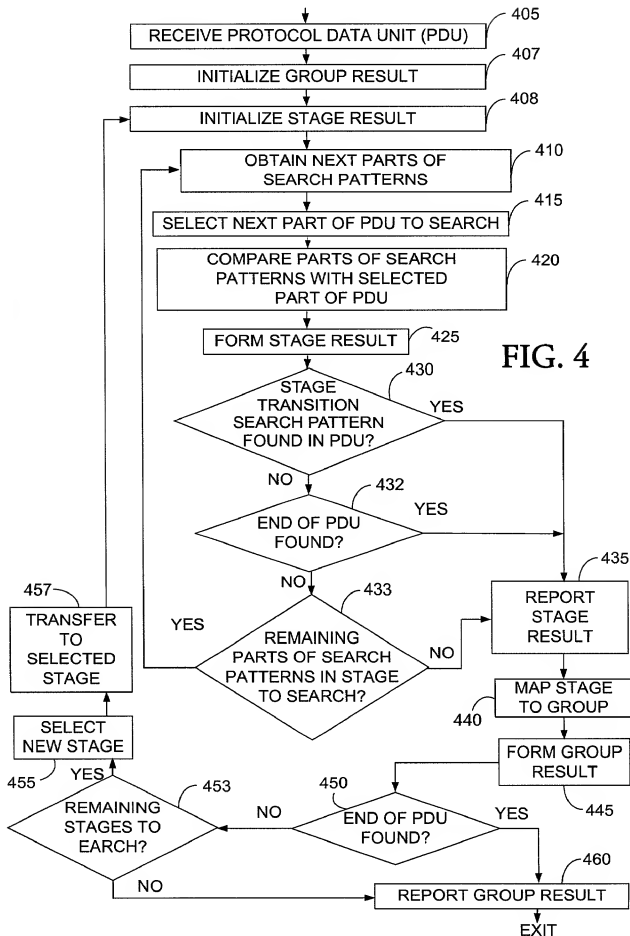 405
RECEIVE PROTOCOL DATA UNIT (PDU)
407
INITIALIZE GROUP RESULT
408
INITIALIZE STAGE RESULT
410
OBTAIN NEXT PARTS OF
SEARCH PATTERNS
415
SELECT NEXT PART OF PDU TO SEARCH
420
COMPARE PARTS OF SEARCH
PATTERNS WITH SELECTED
PART OF PDU
425
FORM STAGE RESULT
FIG. 4
430
STAGE
TRANSITION
SEARCH PATTERN
FOUND IN PDU?
YES
NO
432
END OF PDU
FOUND?
YES
NO
433
REMAINING
PARTS OF SEARCH
PATTERNS IN STAGE
TO SEARCH?
YES
NO
435
REPORT
STAGE
RESULT
457
TRANSFER
TO
SELECTED
STAGE
MAP STAGE
TO GROUP
440
SELECT
NEW STAGE
455
FORM GROUP
RESULT
445
YES
453
REMAINING
STAGES TO
EARCH?
NO
450
END OF PDU
FOUND?
YES
NO
460
REPORT GROUP RESULT
EXIT